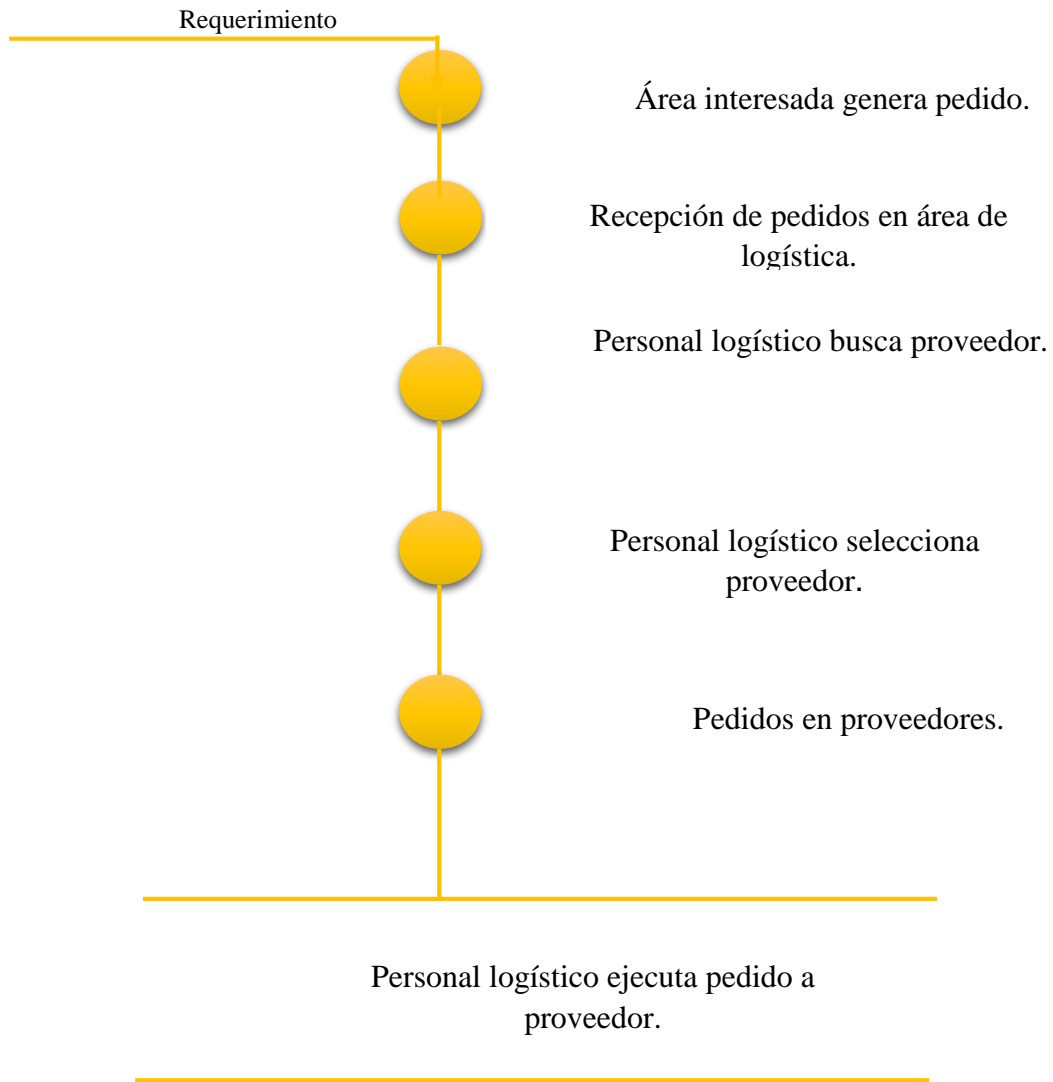 Requerimiento
Área interesada genera pedido.
Recepción de pedidos en área de
logística.
Personal logístico busca proveedor.
Personal logístico selecciona
proveedor.
Pedidos en proveedores.
Personal logístico ejecuta pedido a
proveedor.